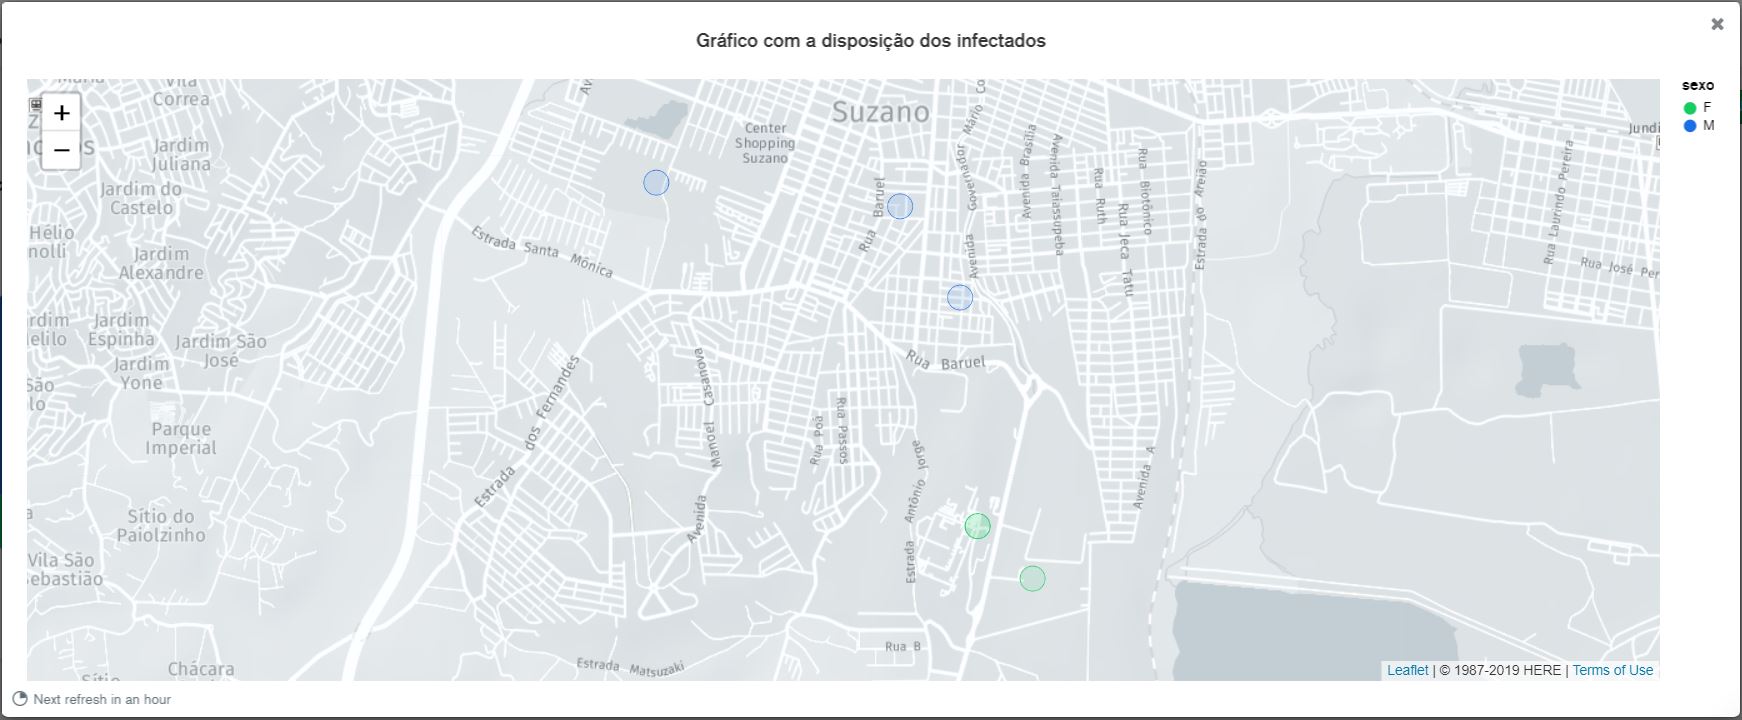 Gráfico com a disposição dos infectados
✖
sexo
F
M
+
−
Vila
Correa
Jardim
Juliana
Jardim do
Castelo
Hélio
Jardim
Alexandre
Jardim
Espinha
Jardim São
José
Jardim
Yone
São
Parque
Imperial
Sítio do
Paiolzinho
Vila São
Chácara
Sítio
Estrada Santa Mônica
Estrada dos Fernandes
Avenida Manoel Casanova
Center
Shopping
Suzano
Suzano
Rua Baruel
Rua Baruel
Rua Poá
Rua Passos
Estrada Antônio Jorge
Estrada Matsuzaki
Rua B
Avenida Governador Mário Co
Avenida Brasília
Avenida Taiassupeba
Rua Ruth
Rua Jeca Tatu
Rua Biotônico
Estrada do Areião
Avenida A
Jundi
Rua Laurindo Pereira
Rua José Per
Leaflet | © 1987-2019 HERE | Terms of Use
Next refresh in an hour